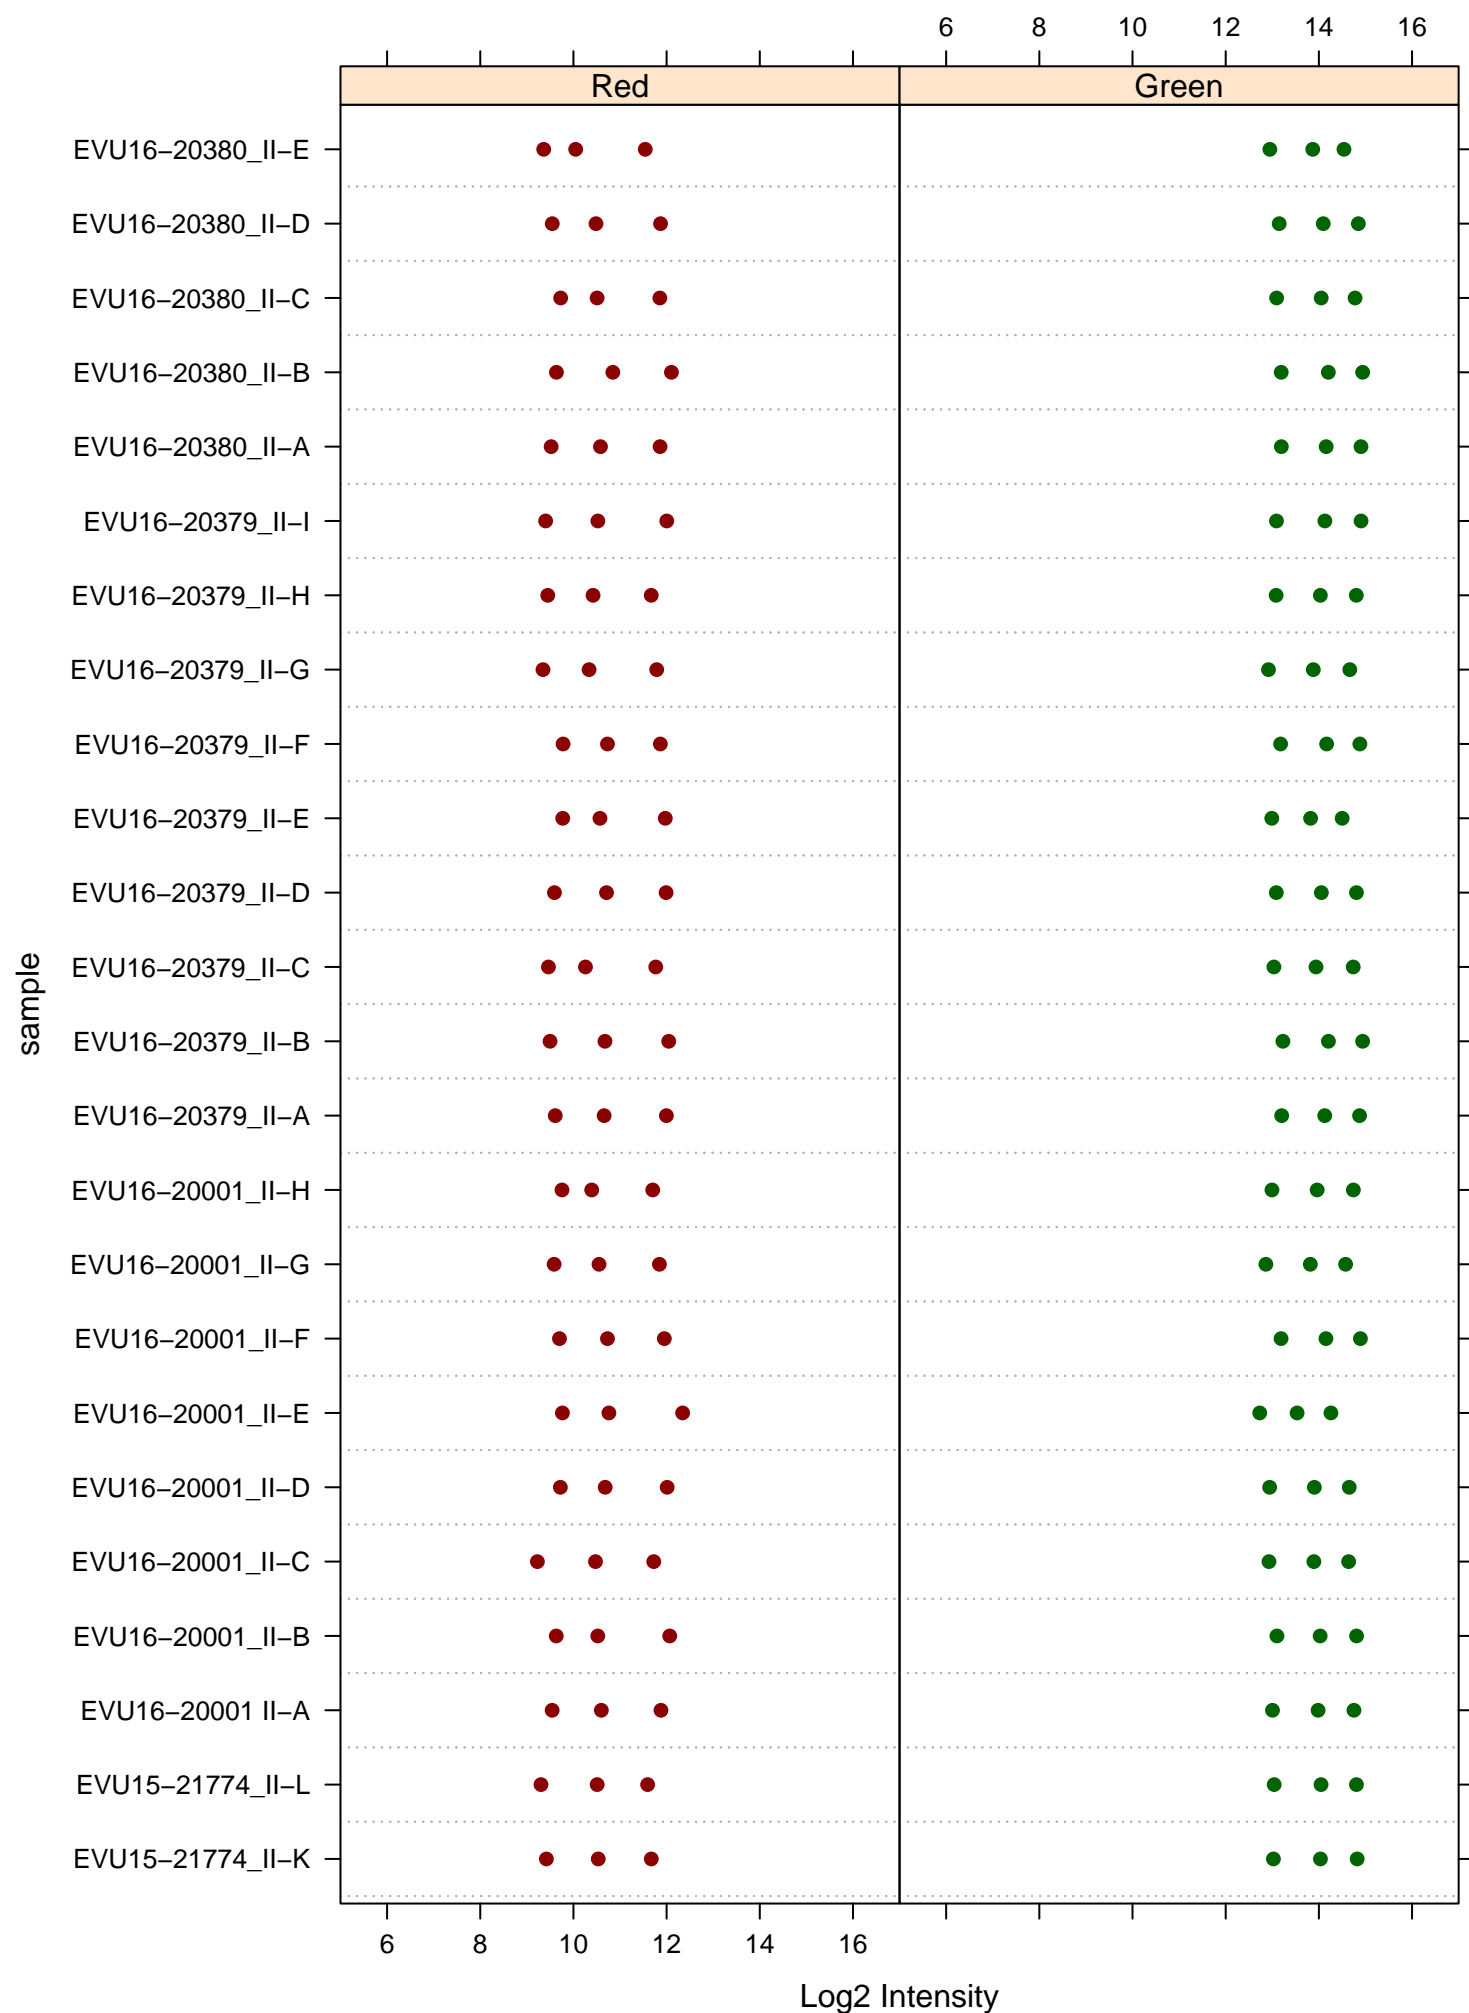 6 8 10 12 14 16
Red Green
EVU16−20380_II−E
EVU16−20380_II−D
EVU16−20380_II−C
EVU16−20380_II−B
EVU16−20380_II−A
EVU16−20379_II−I
EVU16−20379_II−H
EVU16−20379_II−G
EVU16−20379_II−F
EVU16−20379_II−E
EVU16−20379_II−D
EVU16−20379_II−C
EVU16−20379_II−B
EVU16−20379_II−A
EVU16−20001_II−H
EVU16−20001_II−G
EVU16−20001_II−F
EVU16−20001_II−E
EVU16−20001_II−D
EVU16−20001_II−C
EVU16−20001_II−B
EVU16−20001 II−A
EVU15−21774_II−L
EVU15−21774_II−K
sample
6 8 10 12 14 16
Log2 Intensity